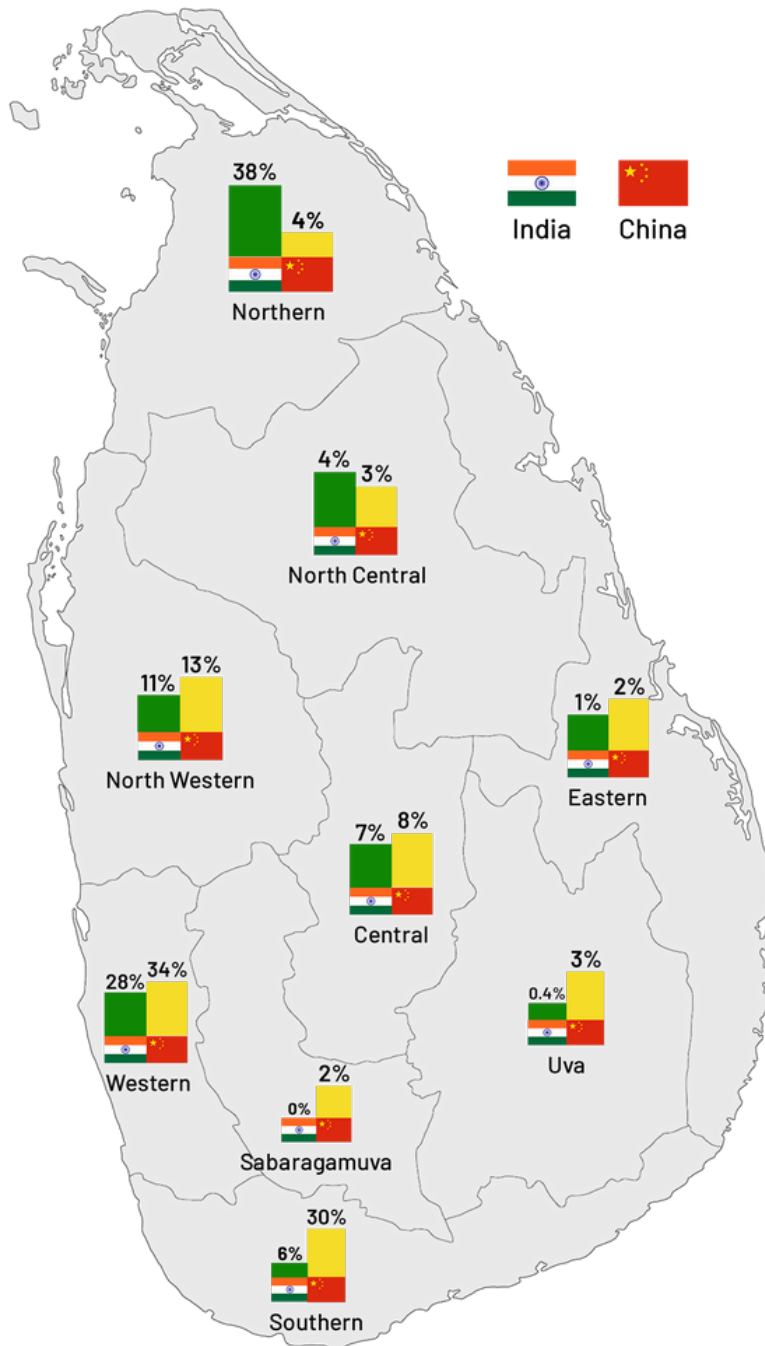 38%
4%
Northern
India
China
4%
3%
North Central
11%
13%
North Western
1%
2%
Eastern
7%
8%
Central
28%
34%
Western
0.4%
3%
Uva
0%
2%
Sabaragamuva
6%
30%
Southern